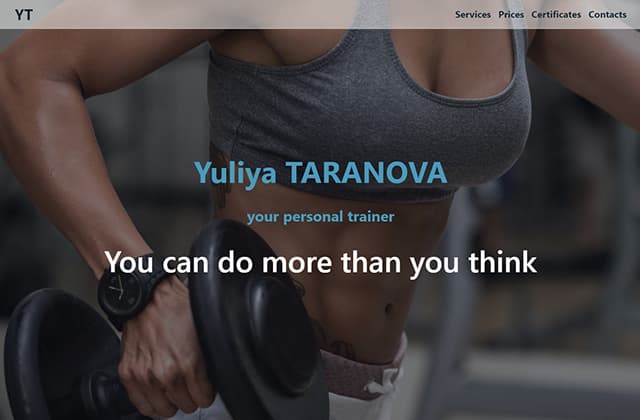 YT
Services Prices Certificates Contacts
Yuliya TARANOVA
your personal trainer
You can do more than you think